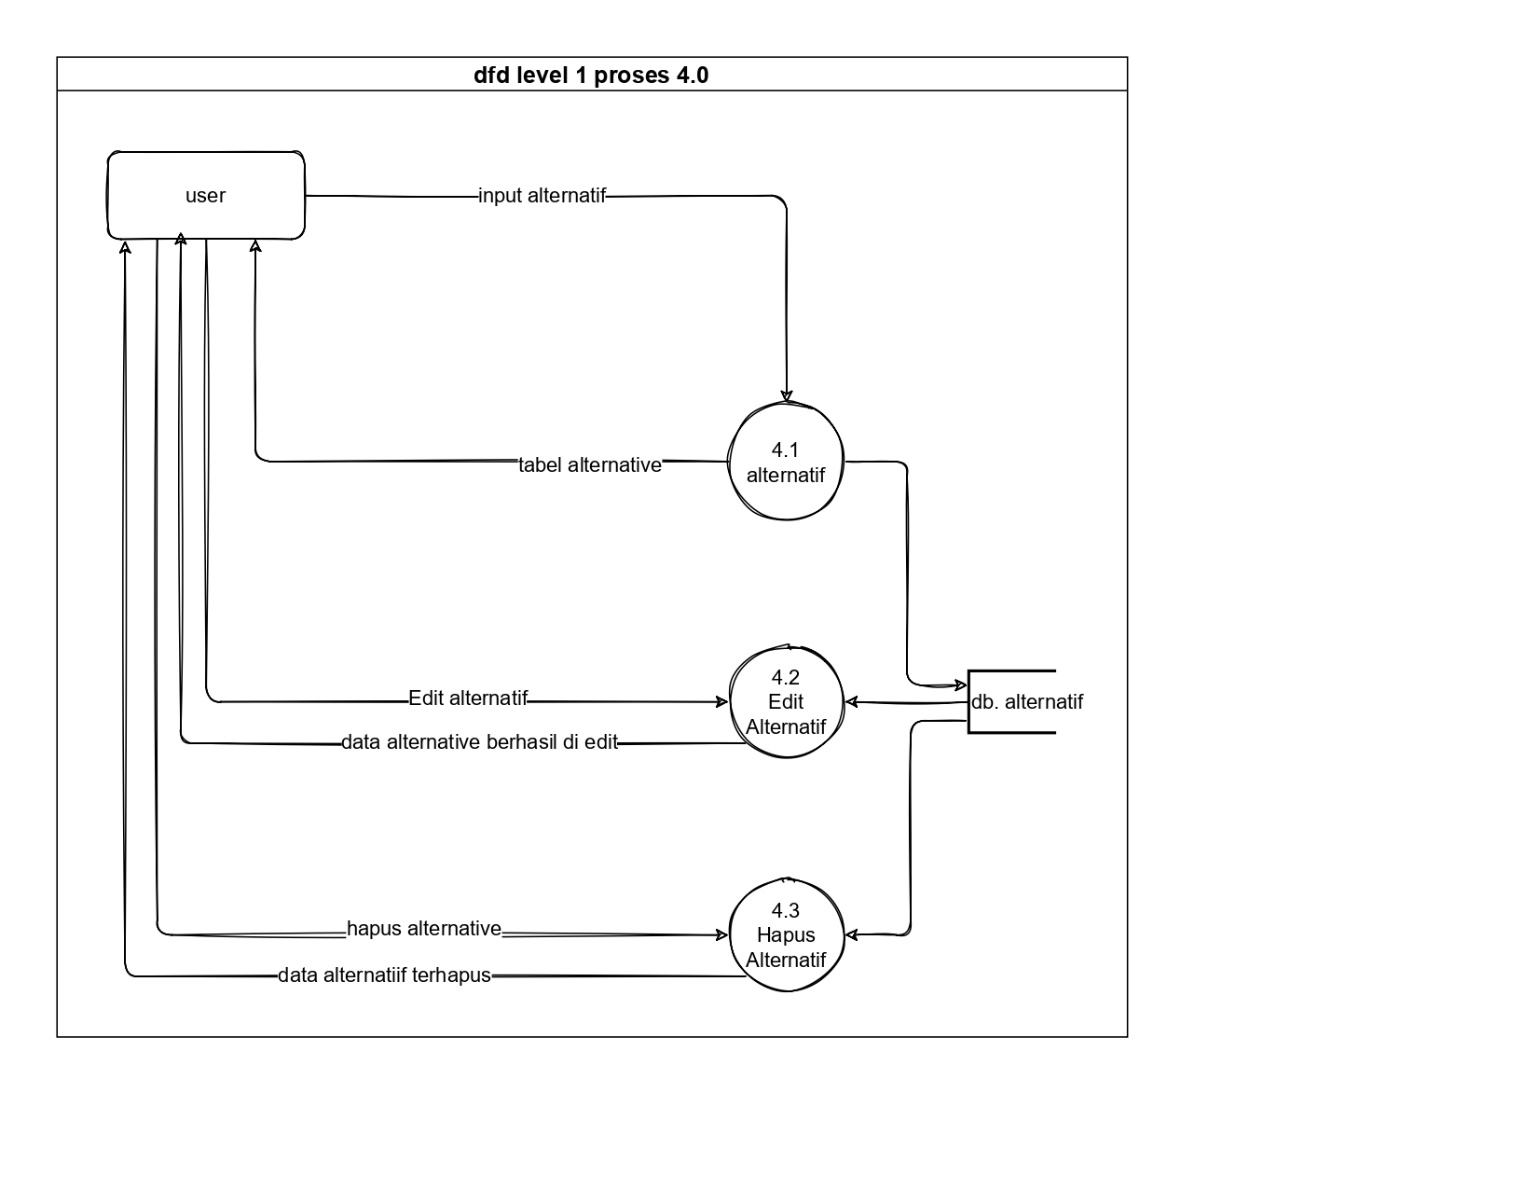 dfd level 1 proses 4.0
user
input alternatif
4.1
alternatif
tabel alternative
4.2
Edit
Alternatif
Edit alternatif
db. alternatif
data alternative berhasil di edit
4.3
Hapus
Alternatif
hapus alternative
data alternatiif terhapus